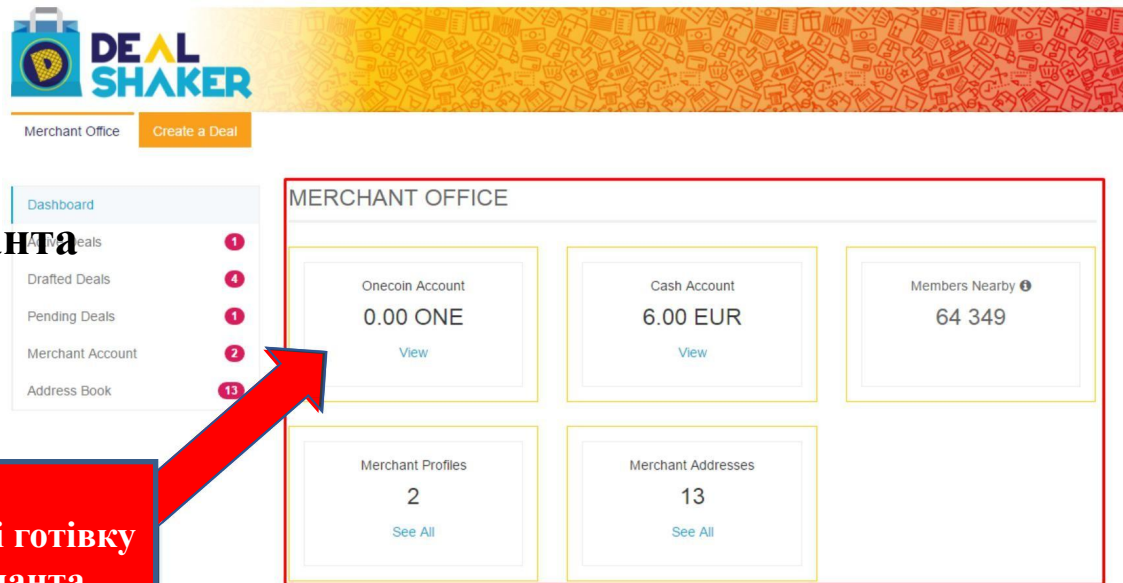 DEAL
SHAKER
Merchant Office
Create a Deal
Dashboard
Active Deals 1
Drafted Deals 4
Pending Deals 1
Merchant Account 2
Address Book 13
MERCHANT OFFICE
Onecoin Account
0.00 ONE
View
Cash Account
6.00 EUR
View
Members Nearby
64 349
Merchant Profiles
2
See All
Merchant Addresses
13
See All
і готівку